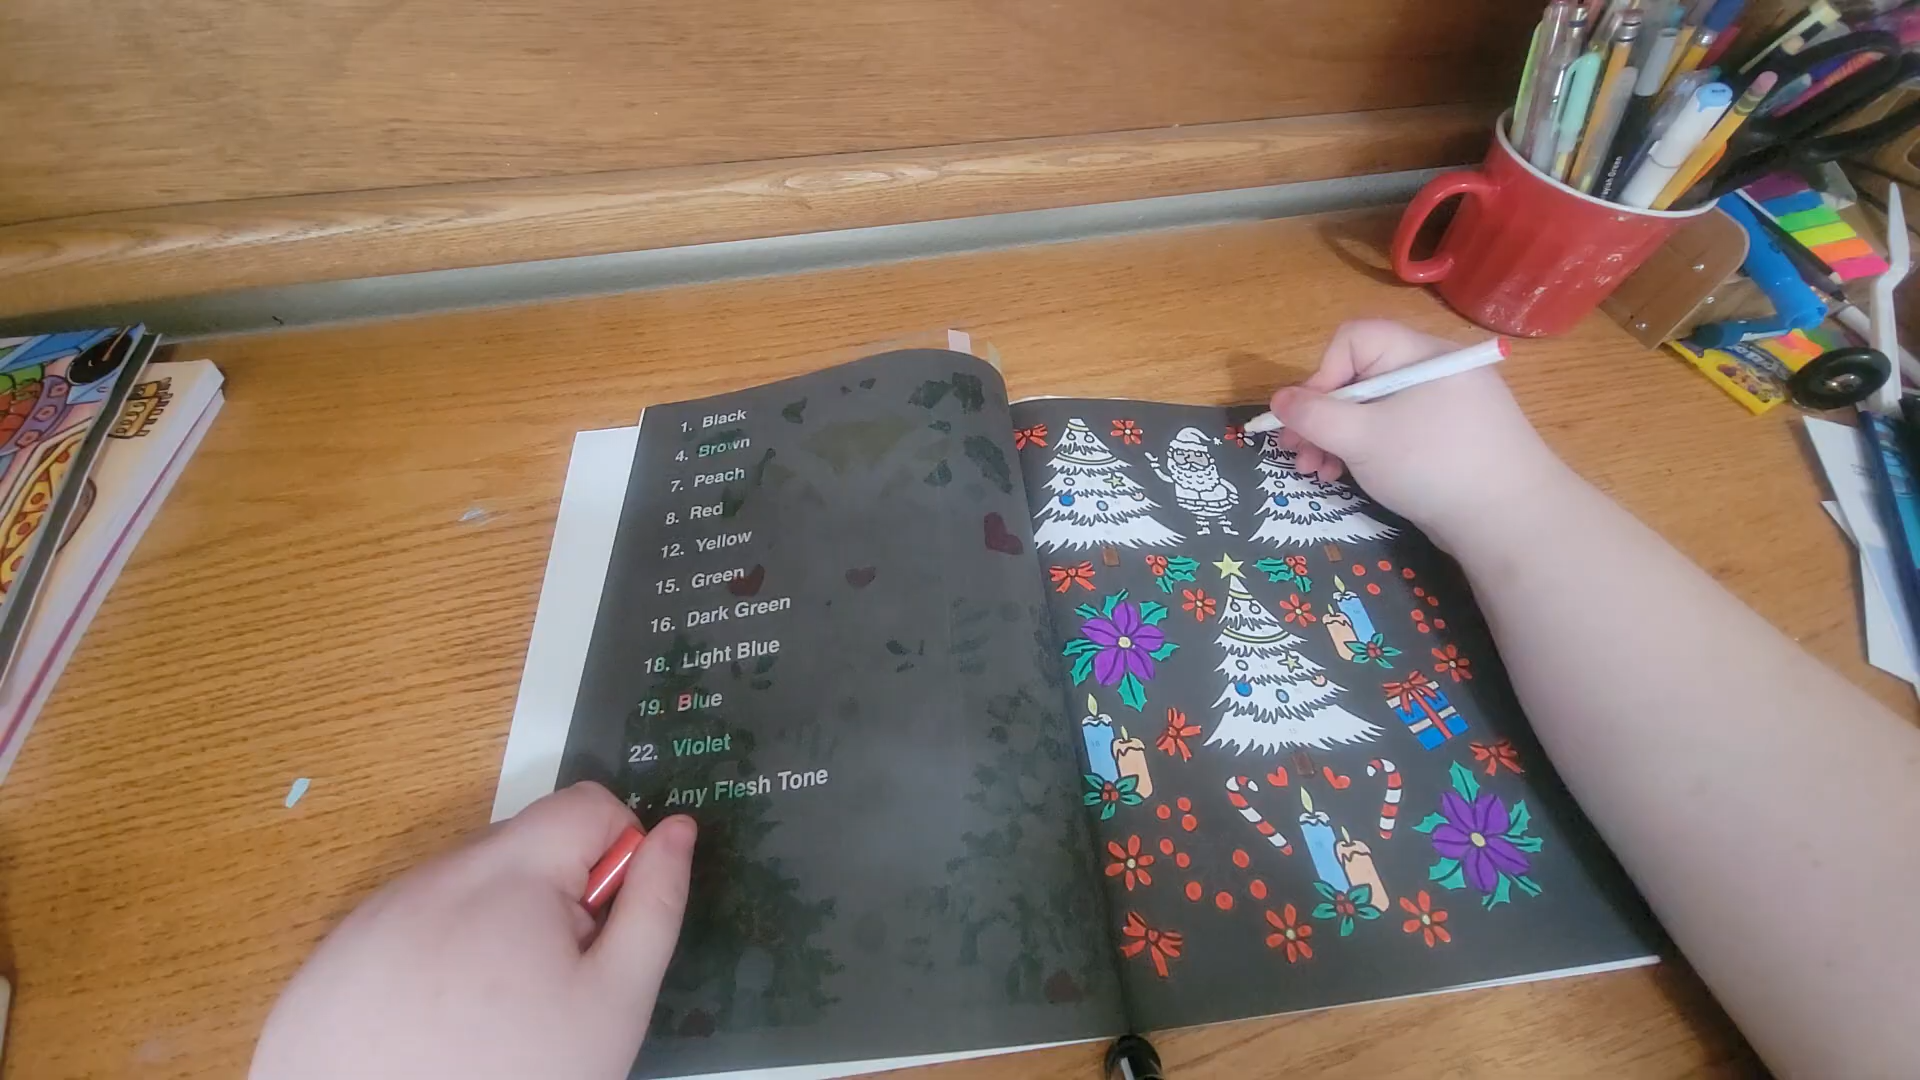 1. Black
4. Brown
7. Peach
8. Red
12. Yellow
15. Green
16. Dark Green
18. Light Blue
19. Blue
22. Violet
★. Any Flesh Tone